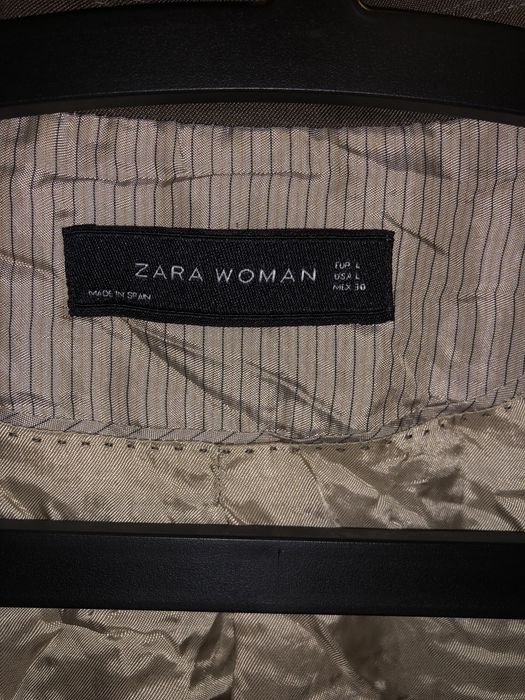 ZARA WOMAN
EUR L
USA L
MEX 30
MADE IN SPAIN